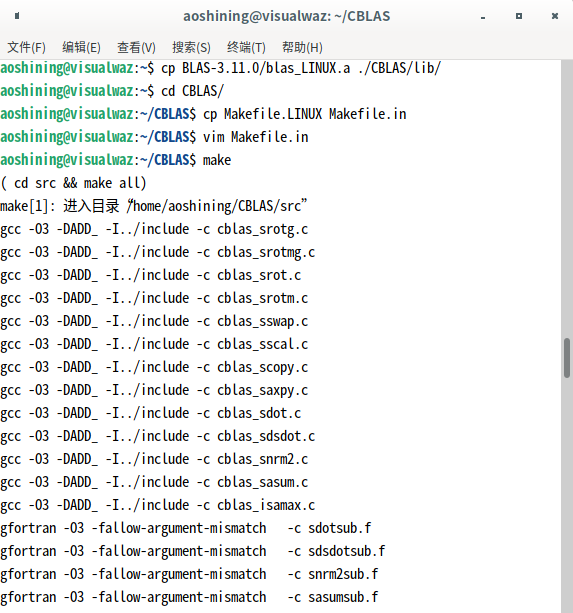 aoshining@visualwaz: ~/CBLAS
文件(F) 编辑(E) 查看(V) 搜索(S) 终端(T) 帮助(H)
aoshining@visualwaz:~$ cp BLAS-3.11.0/blas_LINUX.a ./CBLAS/lib/
aoshining@visualwaz:~$ cd CBLAS/
aoshining@visualwaz:~/CBLAS$ cp Makefile.LINUX Makefile.in
aoshining@visualwaz:~/CBLAS$ vim Makefile.in
aoshining@visualwaz:~/CBLAS$ make
( cd src && make all)
make[1]: 进入目录“/home/aoshining/CBLAS/src”
gcc -O3 -DADD_ -I../include -c cblas_srotg.c
gcc -O3 -DADD_ -I../include -c cblas_srotmg.c
gcc -O3 -DADD_ -I../include -c cblas_srot.c
gcc -O3 -DADD_ -I../include -c cblas_srotm.c
gcc -O3 -DADD_ -I../include -c cblas_sswap.c
gcc -O3 -DADD_ -I../include -c cblas_sscal.c
gcc -O3 -DADD_ -I../include -c cblas_scopy.c
gcc -O3 -DADD_ -I../include -c cblas_saxpy.c
gcc -O3 -DADD_ -I../include -c cblas_sdot.c
gcc -O3 -DADD_ -I../include -c cblas_sdsdot.c
gcc -O3 -DADD_ -I../include -c cblas_snrm2.c
gcc -O3 -DADD_ -I../include -c cblas_sasum.c
gcc -O3 -DADD_ -I../include -c cblas_isamax.c
gfortran -O3 -fallow-argument-mismatch   -c sdotsub.f
gfortran -O3 -fallow-argument-mismatch   -c sdsdotsub.f
gfortran -O3 -fallow-argument-mismatch   -c snrm2sub.f
gfortran -O3 -fallow-argument-mismatch   -c sasumsub.f